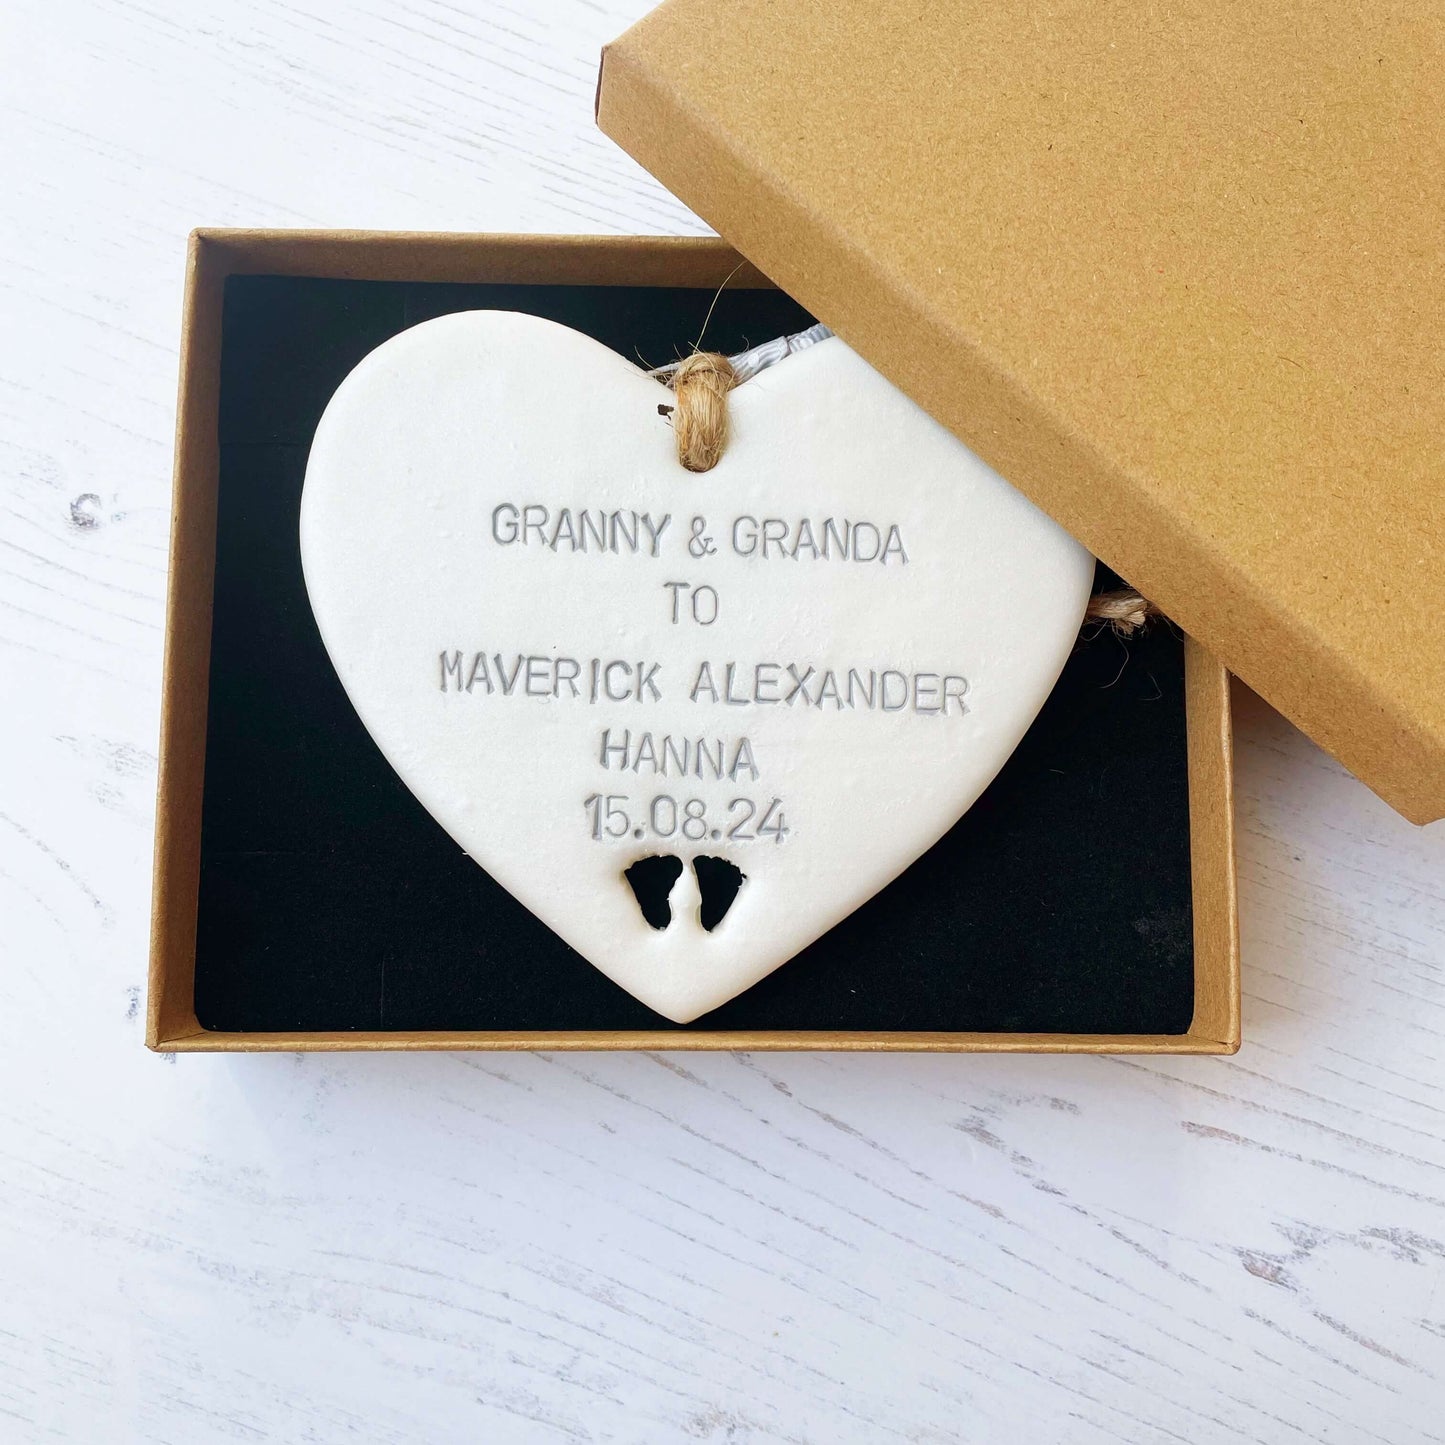 GRANNY & GRANDA
TO
MAVERICK ALEXANDER
HANNA
15.08.24